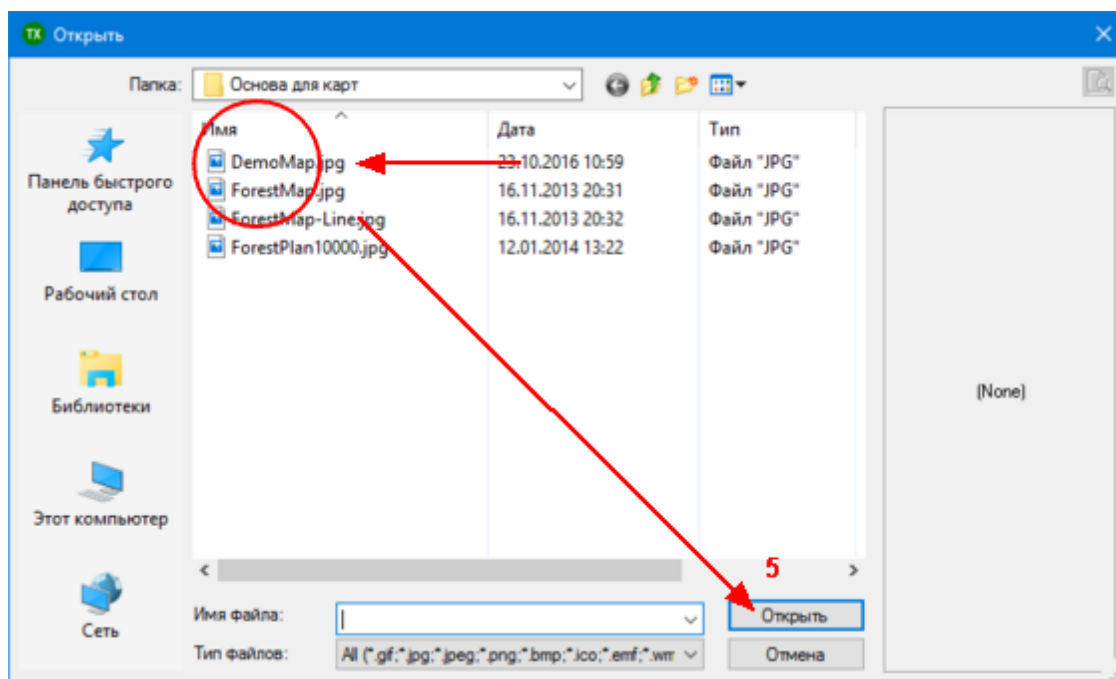 TX Открыть
Папка: Основа для карт
Имя Дата Тип
DemoMap.jpg 23.10.2016 10:59 Файл "JPG"
ForestMap.jpg 16.11.2013 20:31 Файл "JPG"
ForestMap-Line.jpg 16.11.2013 20:32 Файл "JPG"
ForestPlan10000.jpg 12.01.2014 13:22 Файл "JPG"
Панель быстрого
доступа
Рабочий стол
Библиотеки
Этот компьютер
Сеть
(None)
5
Имя файла: Открыть
Тип файлов: All (*.gif;*.jpg;*.jpeg;*.png;*.bmp;*.ico;*.emf;*.wm Отмена